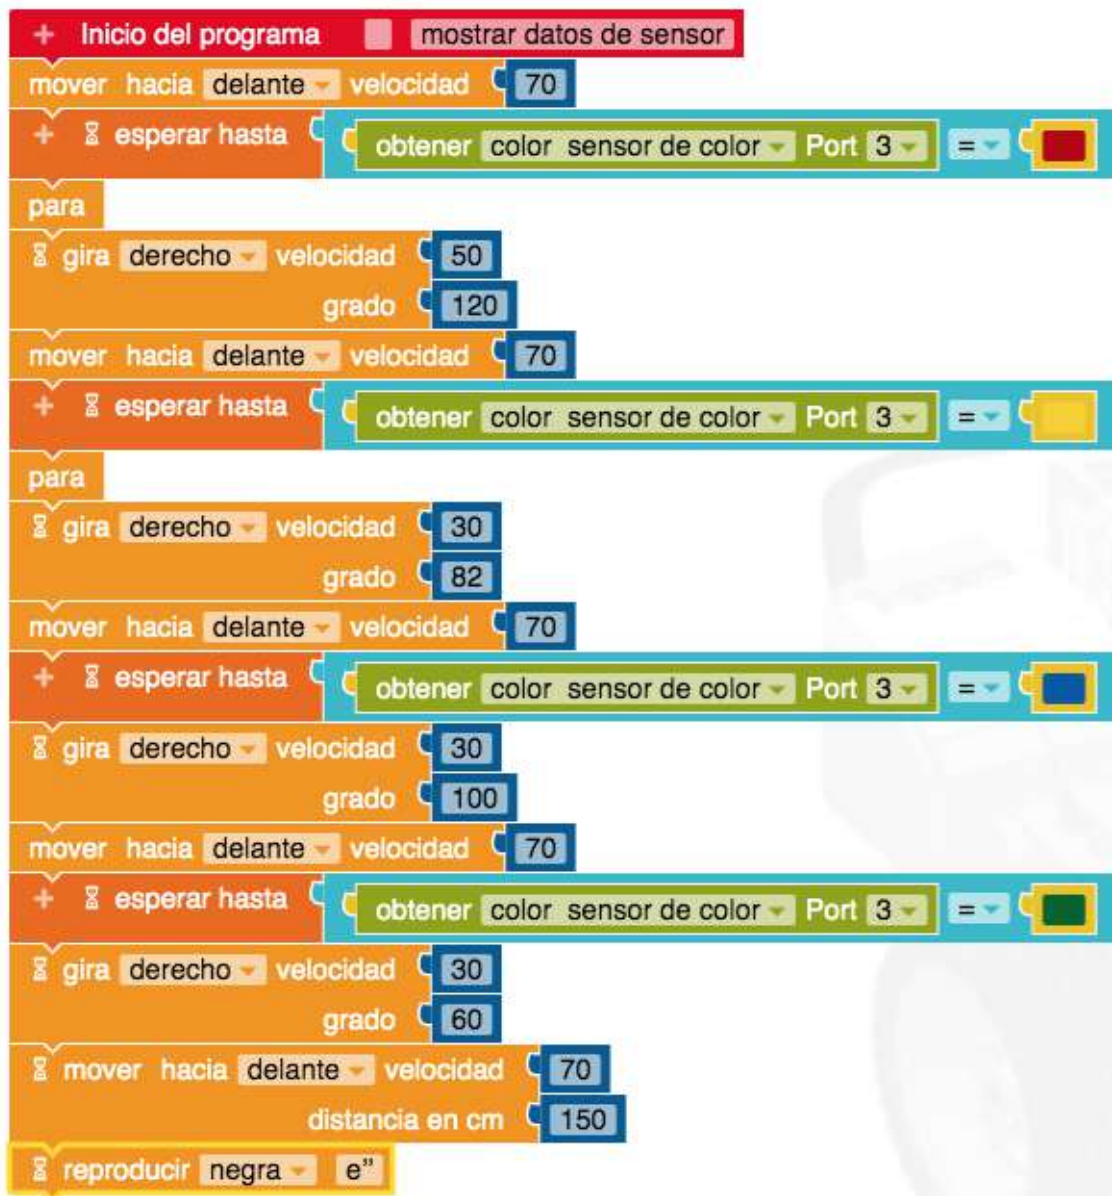 + Inicio del programa mostrar datos de sensor
mover hacia delante velocidad 70
+ esperar hasta obtener color sensor de color Port 3 =
para
gira derecho velocidad 50
grado 120
mover hacia delante velocidad 70
+ esperar hasta obtener color sensor de color Port 3 =
para
gira derecho velocidad 30
grado 82
mover hacia delante velocidad 70
+ esperar hasta obtener color sensor de color Port 3 =
gira derecho velocidad 30
grado 100
mover hacia delante velocidad 70
+ esperar hasta obtener color sensor de color Port 3 =
gira derecho velocidad 30
grado 60
mover hacia delante velocidad 70
distancia en cm 150
reproducir negra e”